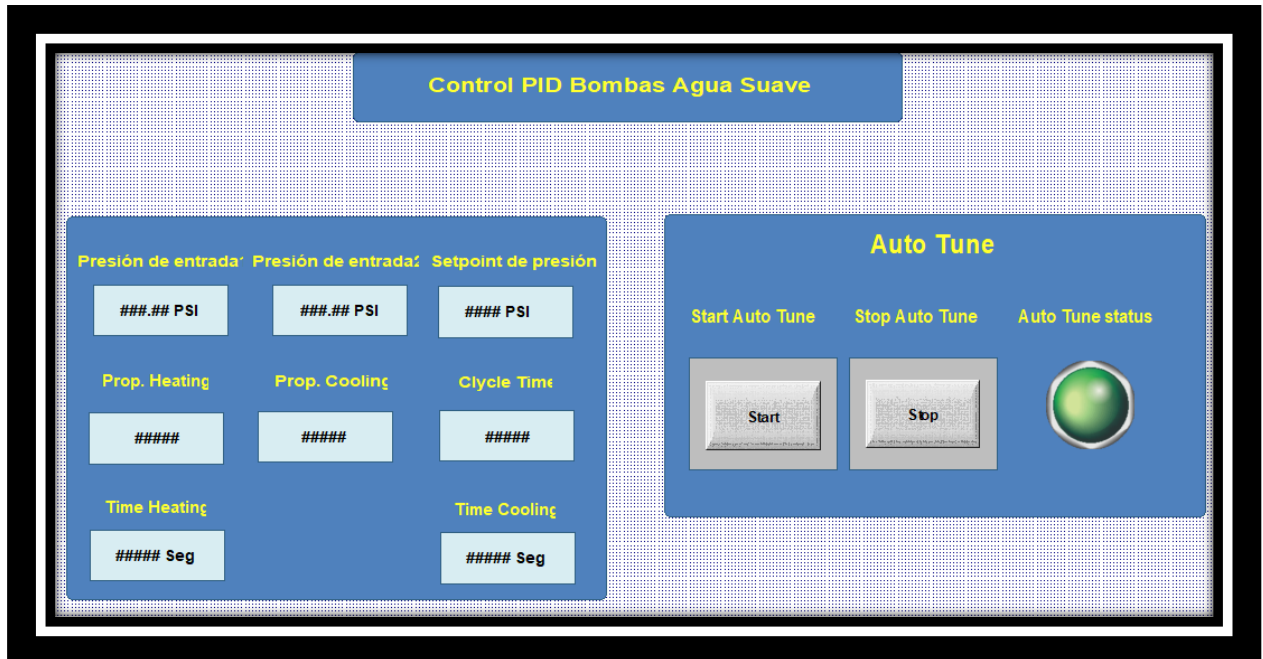 Control PID Bombas Agua Suave
Presión de entrada1 Presión de entrada2 Setpoint de presión
###.## PSI ###.## PSI #### PSI
Prop. Heating Prop. Cooling Clycle Time
##### ##### #####
Time Heating Time Cooling
##### Seg ##### Seg
Auto Tune
Start Auto Tune Stop Auto Tune Auto Tune status
Start Stop